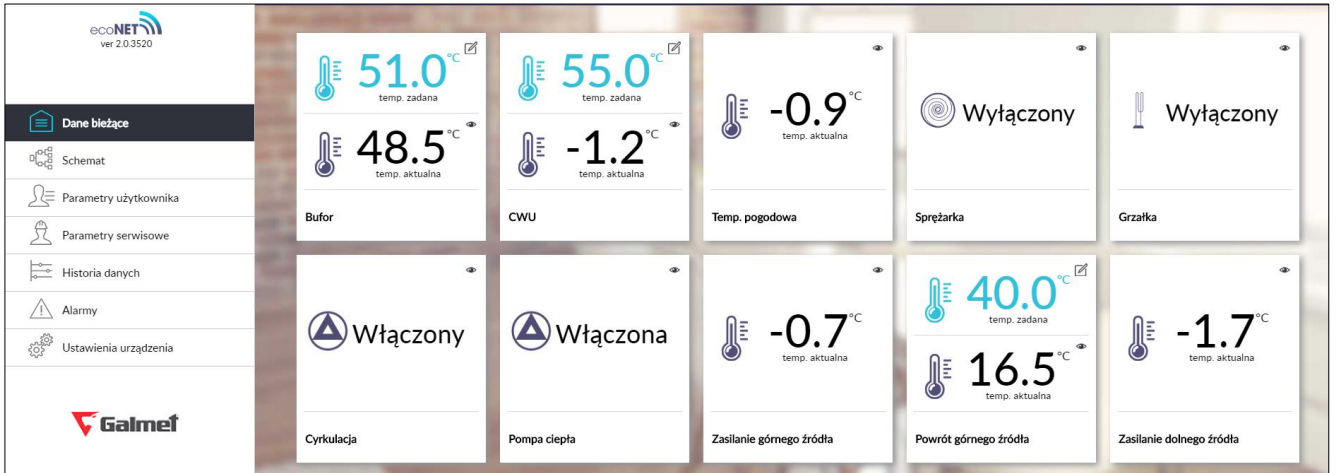 ecoNET
ver 2.0.3520
Dane bieżące
Schemat
Parametry użytkownika
Parametry serwisowe
Historia danych
Alarmy
Ustawienia urządzenia
Galmet
51.0 °C
temp. zadana
48.5 °C
temp. aktualna
Bufor
55.0 °C
temp. zadana
-1.2 °C
temp. aktualna
CWU
-0.9 °C
temp. aktualna
Temp. pogodowa
Wyłączony
Sprężarka
Wyłączony
Grzałka
Włączony
Cyrkulacja
Włączona
Pompa ciepła
-0.7 °C
temp. aktualna
Zasilanie górnego źródła
40.0 °C
temp. zadana
16.5 °C
temp. aktualna
Powrót górnego źródła
-1.7 °C
temp. aktualna
Zasilanie dolnego źródła